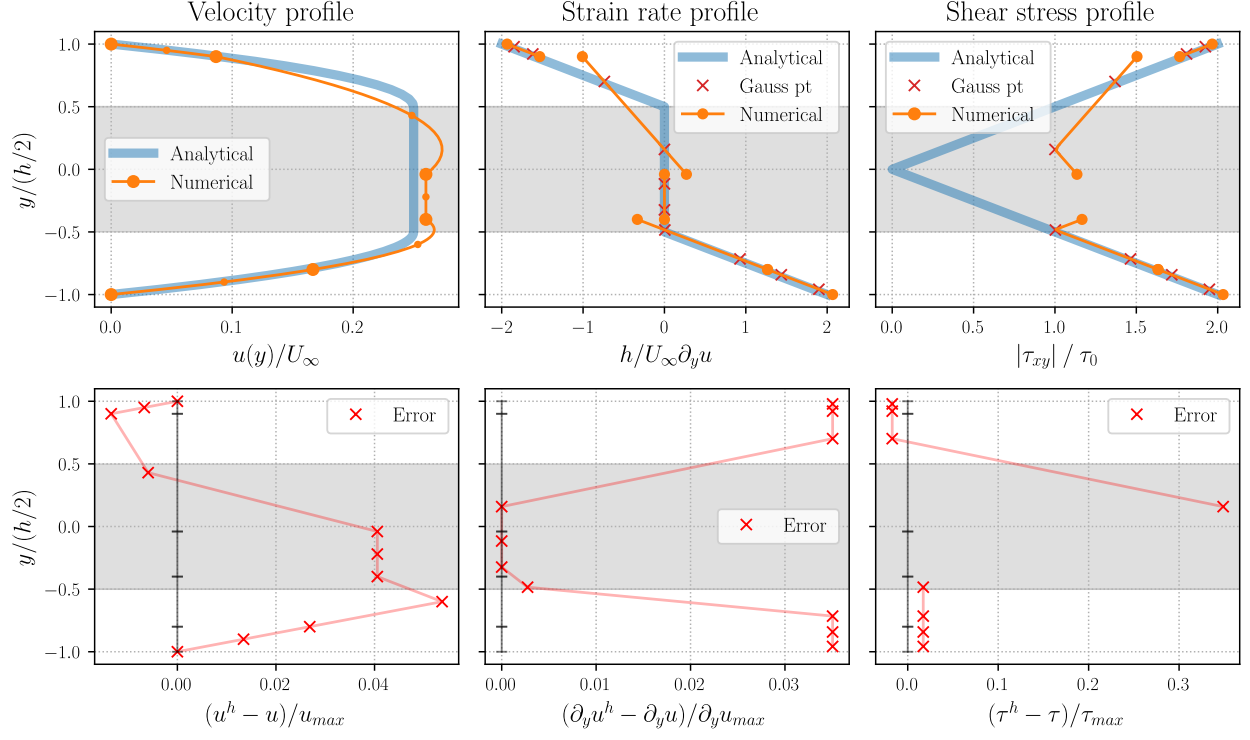 Velocity profile
Strain rate profile
Shear stress profile
1.0
0.5
0.0
−0.5
−1.0
y/(h/2)
Analytical
Numerical
0.0 0.1 0.2
u(y)/U∞
Analytical
Gauss pt
Numerical
−2 −1 0 1 2
h/U∞∂yu
Analytical
Gauss pt
Numerical
0.0 0.5 1.0 1.5 2.0
|τxy| / τ0
1.0
0.5
0.0
−0.5
−1.0
y/(h/2)
Error
0.00 0.02 0.04
(u^h − u)/u_max
Error
0.00 0.01 0.02 0.03
(∂yu^h − ∂yu)/∂yu_max
Error
0.0 0.1 0.2 0.3
(τ^h − τ)/τ_max